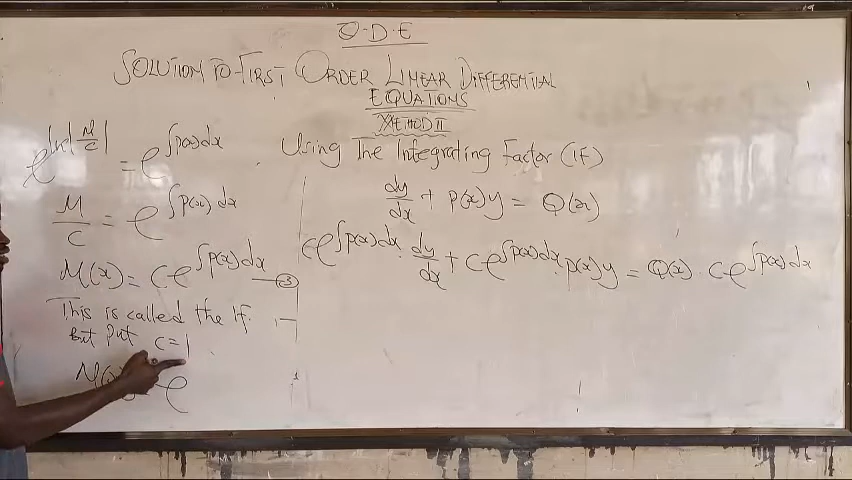 O.D.E
SOLUTION TO FIRST ORDER LINEAR DIFFERENTIAL
EQUATIONS
METHOD II
Using The Integrating Factor (IF)
e^{ln|M/c|} = e^{∫P(x)dx}
M/c = e^{∫P(x)dx}
M(x) = ce^{∫P(x)dx} —③
This is called the If.
but Put c=1
M(x) = e
dy/dx + P(x)y = Q(x)
ce^{∫P(x)dx} · dy/dx + ce^{∫P(x)dx} · P(x)y = Q(x) · ce^{∫P(x)dx}